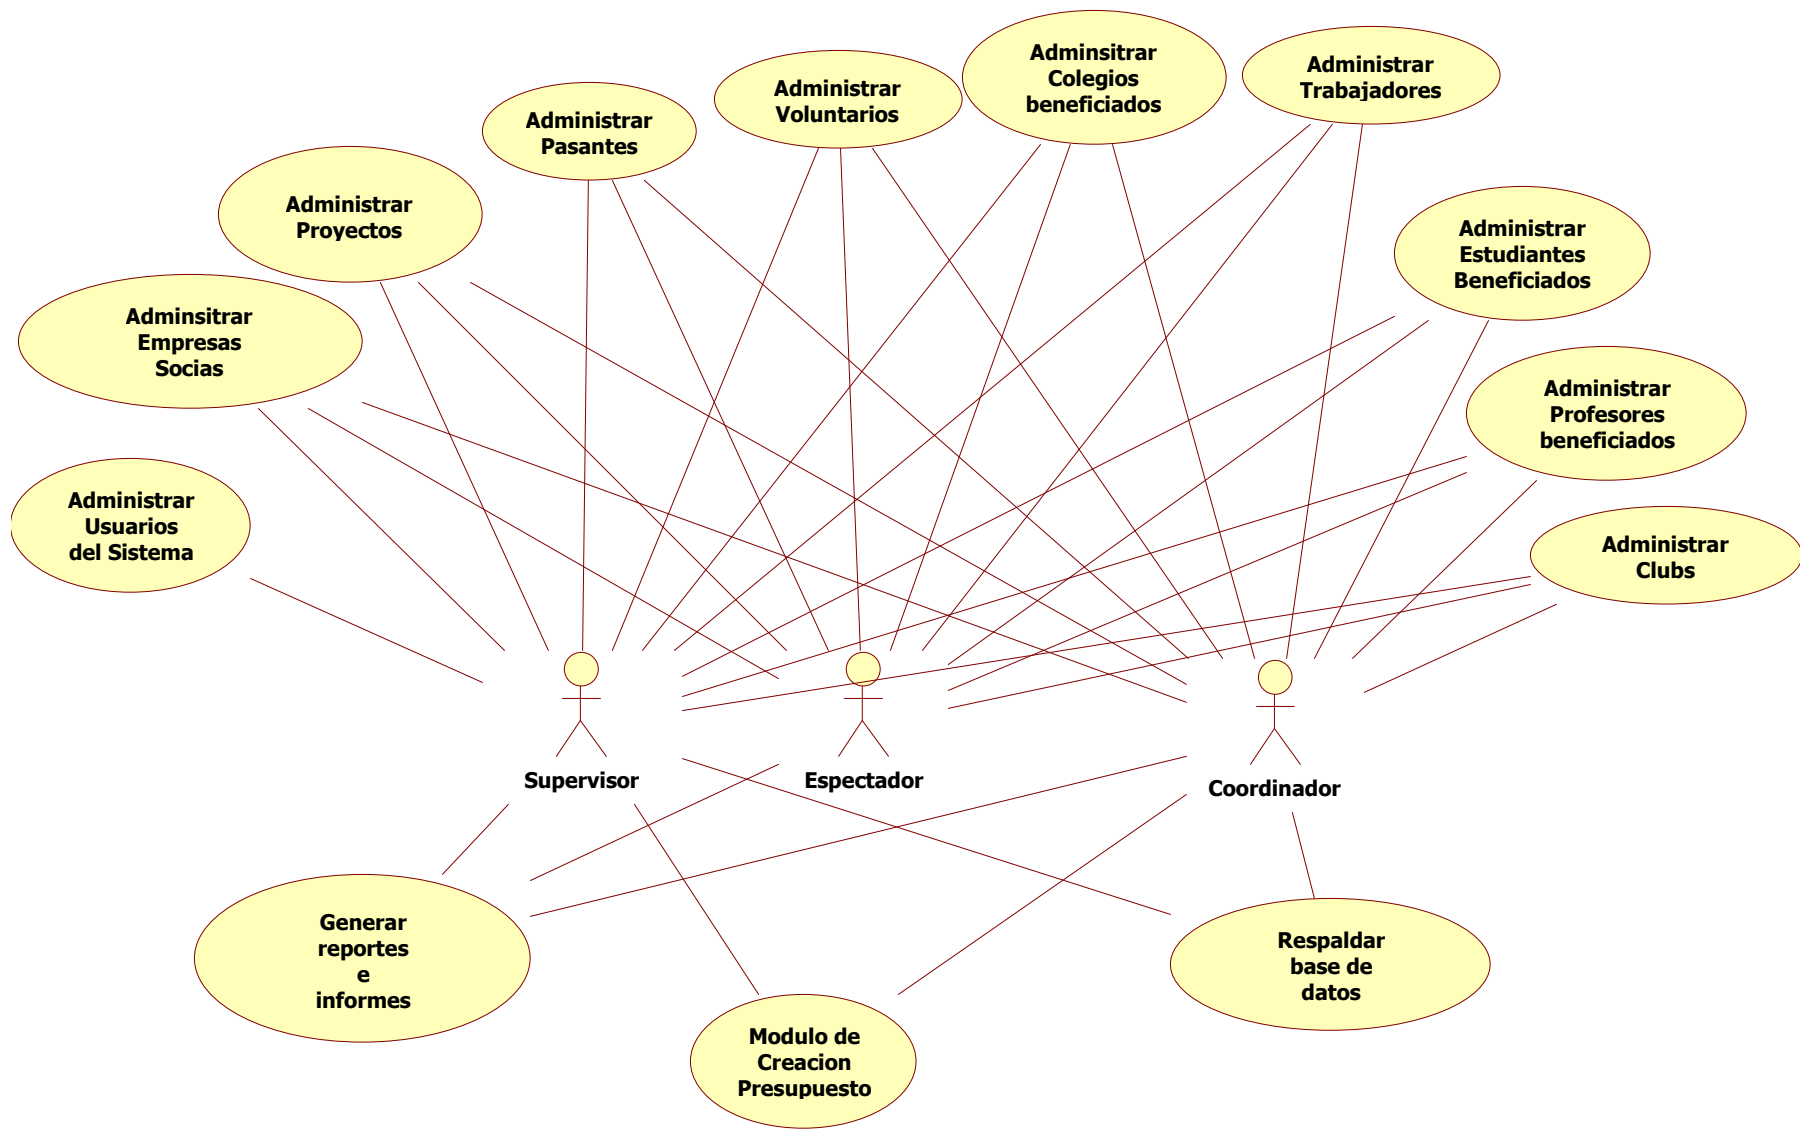 Adminsitrar
Colegios
beneficiados
Administrar
Trabajadores
Administrar
Voluntarios
Administrar
Pasantes
Administrar
Proyectos
Administrar
Estudiantes
Beneficiados
Adminsitrar
Empresas
Socias
Administrar
Profesores
beneficiados
Administrar
Usuarios
del Sistema
Administrar
Clubs
Supervisor
Espectador
Coordinador
Generar
reportes
e
informes
Respaldar
base de
datos
Modulo de
Creacion
Presupuesto